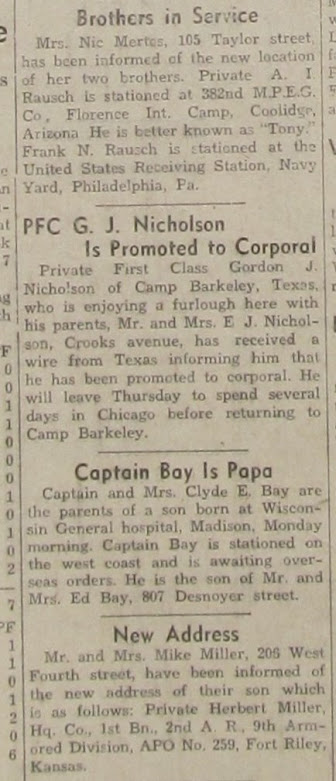 Brothers in Service
Mrs. Nic Mertes, 105 Taylor street,
has been informed of the new location
of her two brothers. Private A. I
Rausch is stationed at 382nd M.P.E.G.
Co., Florence Int. Camp, Coolidge,
Arizona He is better known as "Tony."
Frank N. Rausch is stationed at the
United States Receiving Station, Navy
Yard, Philadelphia, Pa.
PFC G. J. Nicholson
Is Promoted to Corporal
Private First Class Gordon J.
Nicholson of Camp Barkeley, Texas,
who is enjoying a furlough here with
his parents, Mr. and Mrs. E J. Nichol-
son, Crooks avenue, has received a
wire from Texas informing him that
he has been promoted to corporal. He
will leave Thursday to spend several
days in Chicago before returning to
Camp Barkeley.
Captain Bay Is Papa
Captain and Mrs. Clyde E. Bay are
the parents of a son born at Wiscon-
sin General hospital, Madison, Monday
morning. Captain Bay is stationed on
the west coast and is awaiting over-
seas orders. He is the son of Mr. and
Mrs. Ed Bay, 807 Desnoyer street.
New Address
Mr. and Mrs. Mike Miller, 206 West
Fourth street, have been informed of
the new address of their son which
is as follows: Private Herbert Miller,
Hq. Co., 1st Bn., 2nd A. R., 9th Arm-
ored Division, APO No. 259, Fort Riley,
Kansas.